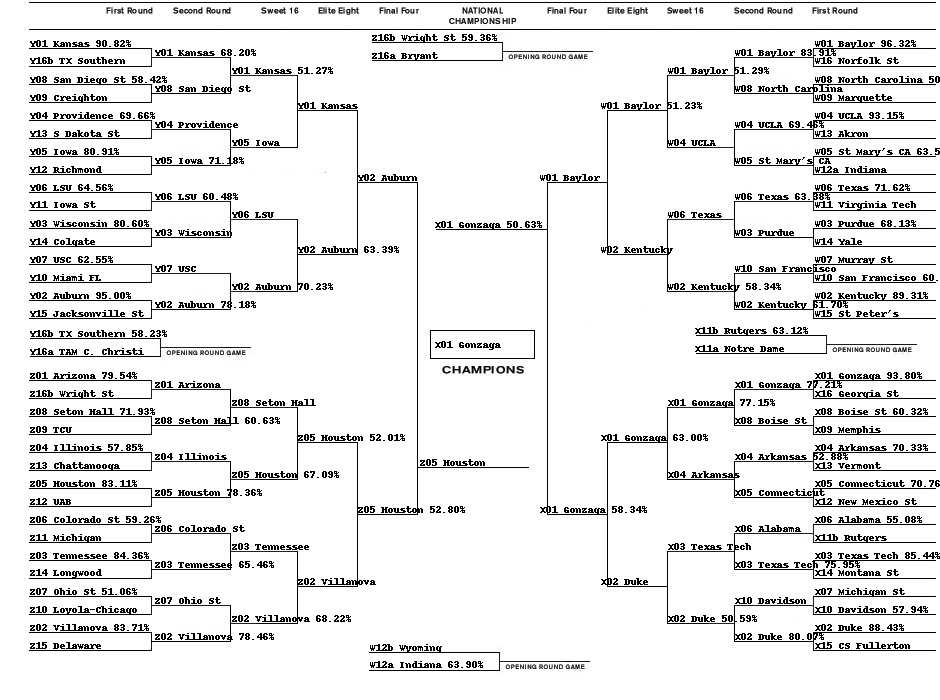 First Round
Second Round
Sweet 16
Elite Eight
Final Four
NATIONAL
CHAMPIONSHIP
Final Four
Elite Eight
Sweet 16
Second Round
First Round
Y01 Kansas 90.82%
Y16b TX Southern
Y08 San Diego St 58.42%
Y09 Creighton
Y04 Providence 69.66%
Y13 S Dakota St
Y05 Iowa 80.91%
Y12 Richmond
Y06 LSU 64.56%
Y11 Iowa St
Y03 Wisconsin 80.60%
Y14 Colgate
Y07 USC 62.55%
Y10 Miami FL
Y02 Auburn 95.00%
Y15 Jacksonville St
Y16b TX Southern 58.23%
Y16a TAM C. Christi
OPENING ROUND GAME
Y01 Kansas 68.20%
Y08 San Diego St
Y04 Providence
Y05 Iowa 71.18%
Y06 LSU 60.48%
Y03 Wisconsin
Y07 USC
Y02 Auburn 78.18%
Y01 Kansas 51.27%
Y05 Iowa
Y06 LSU
Y02 Auburn 70.23%
Y01 Kansas
Y02 Auburn 63.39%
Y02 Auburn
Z01 Arizona 79.54%
Z16b Wright St
Z08 Seton Hall 71.93%
Z09 TCU
Z04 Illinois 57.85%
Z13 Chattanooga
Z05 Houston 83.11%
Z12 UAB
Z06 Colorado St 59.26%
Z11 Michigan
Z03 Tennessee 84.36%
Z14 Longwood
Z07 Ohio St 51.06%
Z10 Loyola-Chicago
Z02 Villanova 83.71%
Z15 Delaware
Z01 Arizona
Z08 Seton Hall 60.63%
Z04 Illinois
Z05 Houston 78.36%
Z06 Colorado St
Z03 Tennessee 65.46%
Z07 Ohio St
Z02 Villanova 78.46%
Z08 Seton Hall
Z05 Houston 67.09%
Z03 Tennessee
Z02 Villanova 68.22%
Z05 Houston 52.01%
Z02 Villanova
Z05 Houston 52.80%
Z16b Wright St 59.36%
Z16a Bryant
OPENING ROUND GAME
X01 Gonzaga 50.63%
X01 Gonzaga
CHAMPIONS
Z05 Houston
W12b Wyoming
W12a Indiana 63.90%
OPENING ROUND GAME
W01 Baylor
W01 Baylor 51.23%
W02 Kentucky
W01 Baylor 51.29%
W04 UCLA
W06 Texas
W02 Kentucky 58.34%
W01 Baylor 83.91%
W08 North Carolina
W04 UCLA 69.46%
W05 St Mary's CA
W06 Texas 63.38%
W03 Purdue
W10 San Francisco
W02 Kentucky 61.70%
W01 Baylor 96.32%
W16 Norfolk St
W08 North Carolina 50
W09 Marquette
W04 UCLA 93.15%
W13 Akron
W05 St Mary's CA 63.5
W12a Indiana
W06 Texas 71.62%
W11 Virginia Tech
W03 Purdue 68.13%
W14 Yale
W07 Murray St
W10 San Francisco 60.
W02 Kentucky 89.31%
W15 St Peter's
X11b Rutgers 63.12%
X11a Notre Dame
OPENING ROUND GAME
X01 Gonzaga 58.34%
X01 Gonzaga 63.00%
X02 Duke
X01 Gonzaga 77.15%
X04 Arkansas
X03 Texas Tech
X02 Duke 50.59%
X01 Gonzaga 77.21%
X08 Boise St
X04 Arkansas 52.88%
X05 Connecticut
X06 Alabama
X03 Texas Tech 75.95%
X10 Davidson
X02 Duke 80.07%
X01 Gonzaga 93.80%
X16 Georgia St
X08 Boise St 60.32%
X09 Memphis
X04 Arkansas 70.33%
X13 Vermont
X05 Connecticut 70.76
X12 New Mexico St
X06 Alabama 55.08%
X11b Rutgers
X03 Texas Tech 85.44%
X14 Montana St
X07 Michigan St
X10 Davidson 57.94%
X02 Duke 88.43%
X15 CS Fullerton